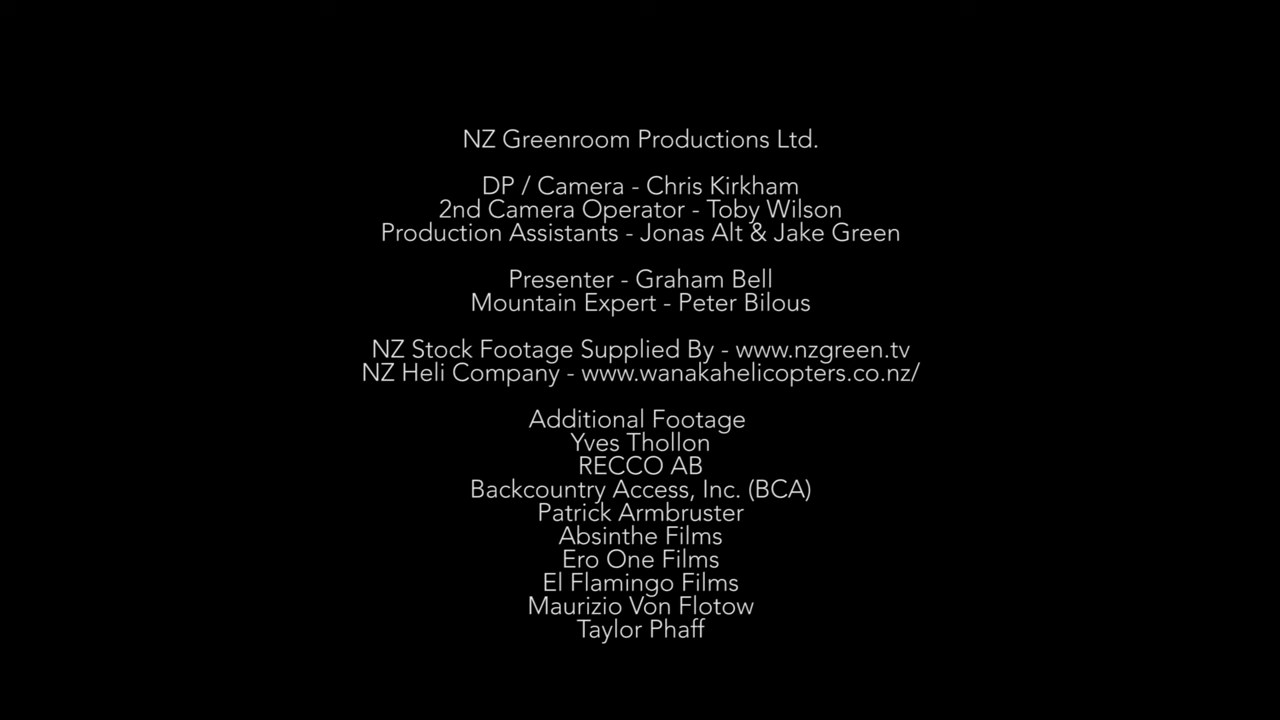 NZ Greenroom Productions Ltd.
DP / Camera - Chris Kirkham
2nd Camera Operator - Toby Wilson
Production Assistants - Jonas Alt & Jake Green
Presenter - Graham Bell
Mountain Expert - Peter Bilous
NZ Stock Footage Supplied By - www.nzgreen.tv
NZ Heli Company - www.wanakahelicopters.co.nz/
Additional Footage
Yves Thollon
RECCO AB
Backcountry Access, Inc. (BCA)
Patrick Armbruster
Absinthe Films
Ero One Films
El Flamingo Films
Maurizio Von Flotow
Taylor Phaff